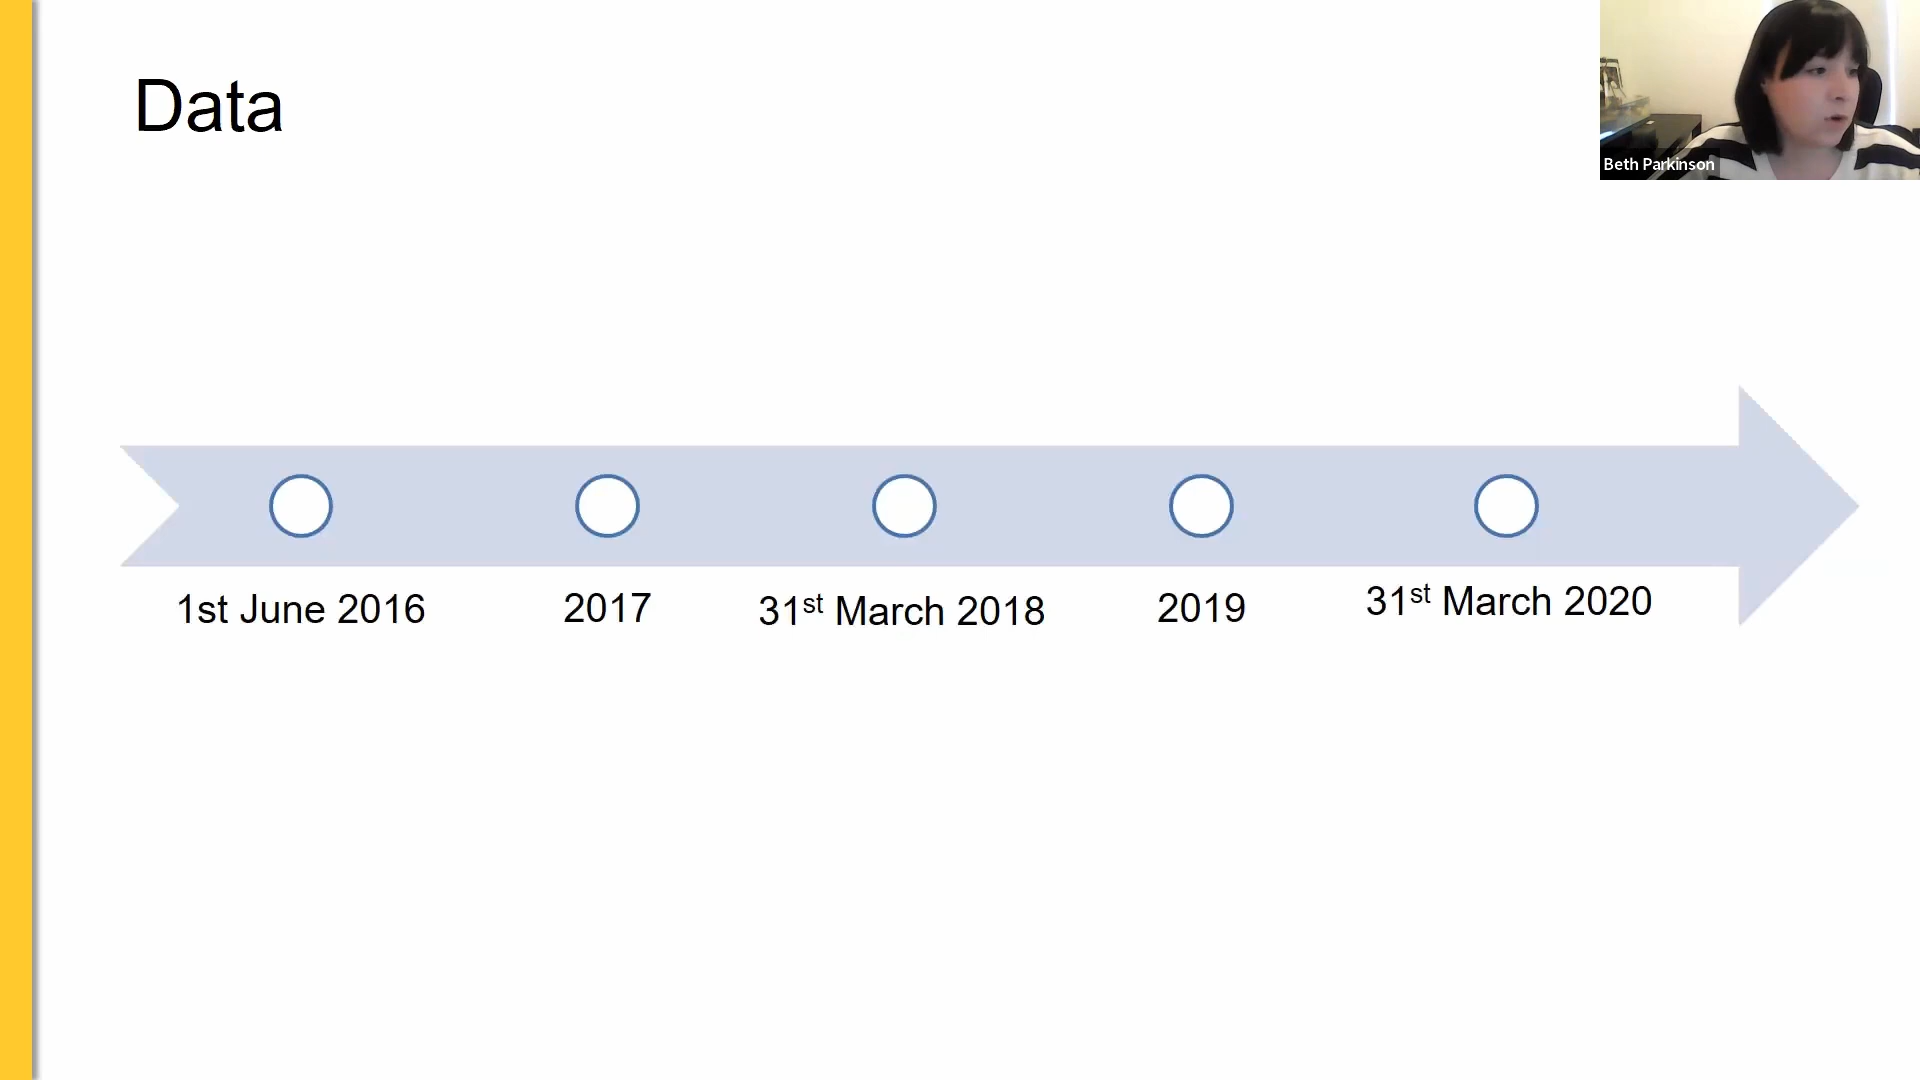 Data
Beth Parkinson
1st June 2016
2017
31st March 2018
2019
31st March 2020